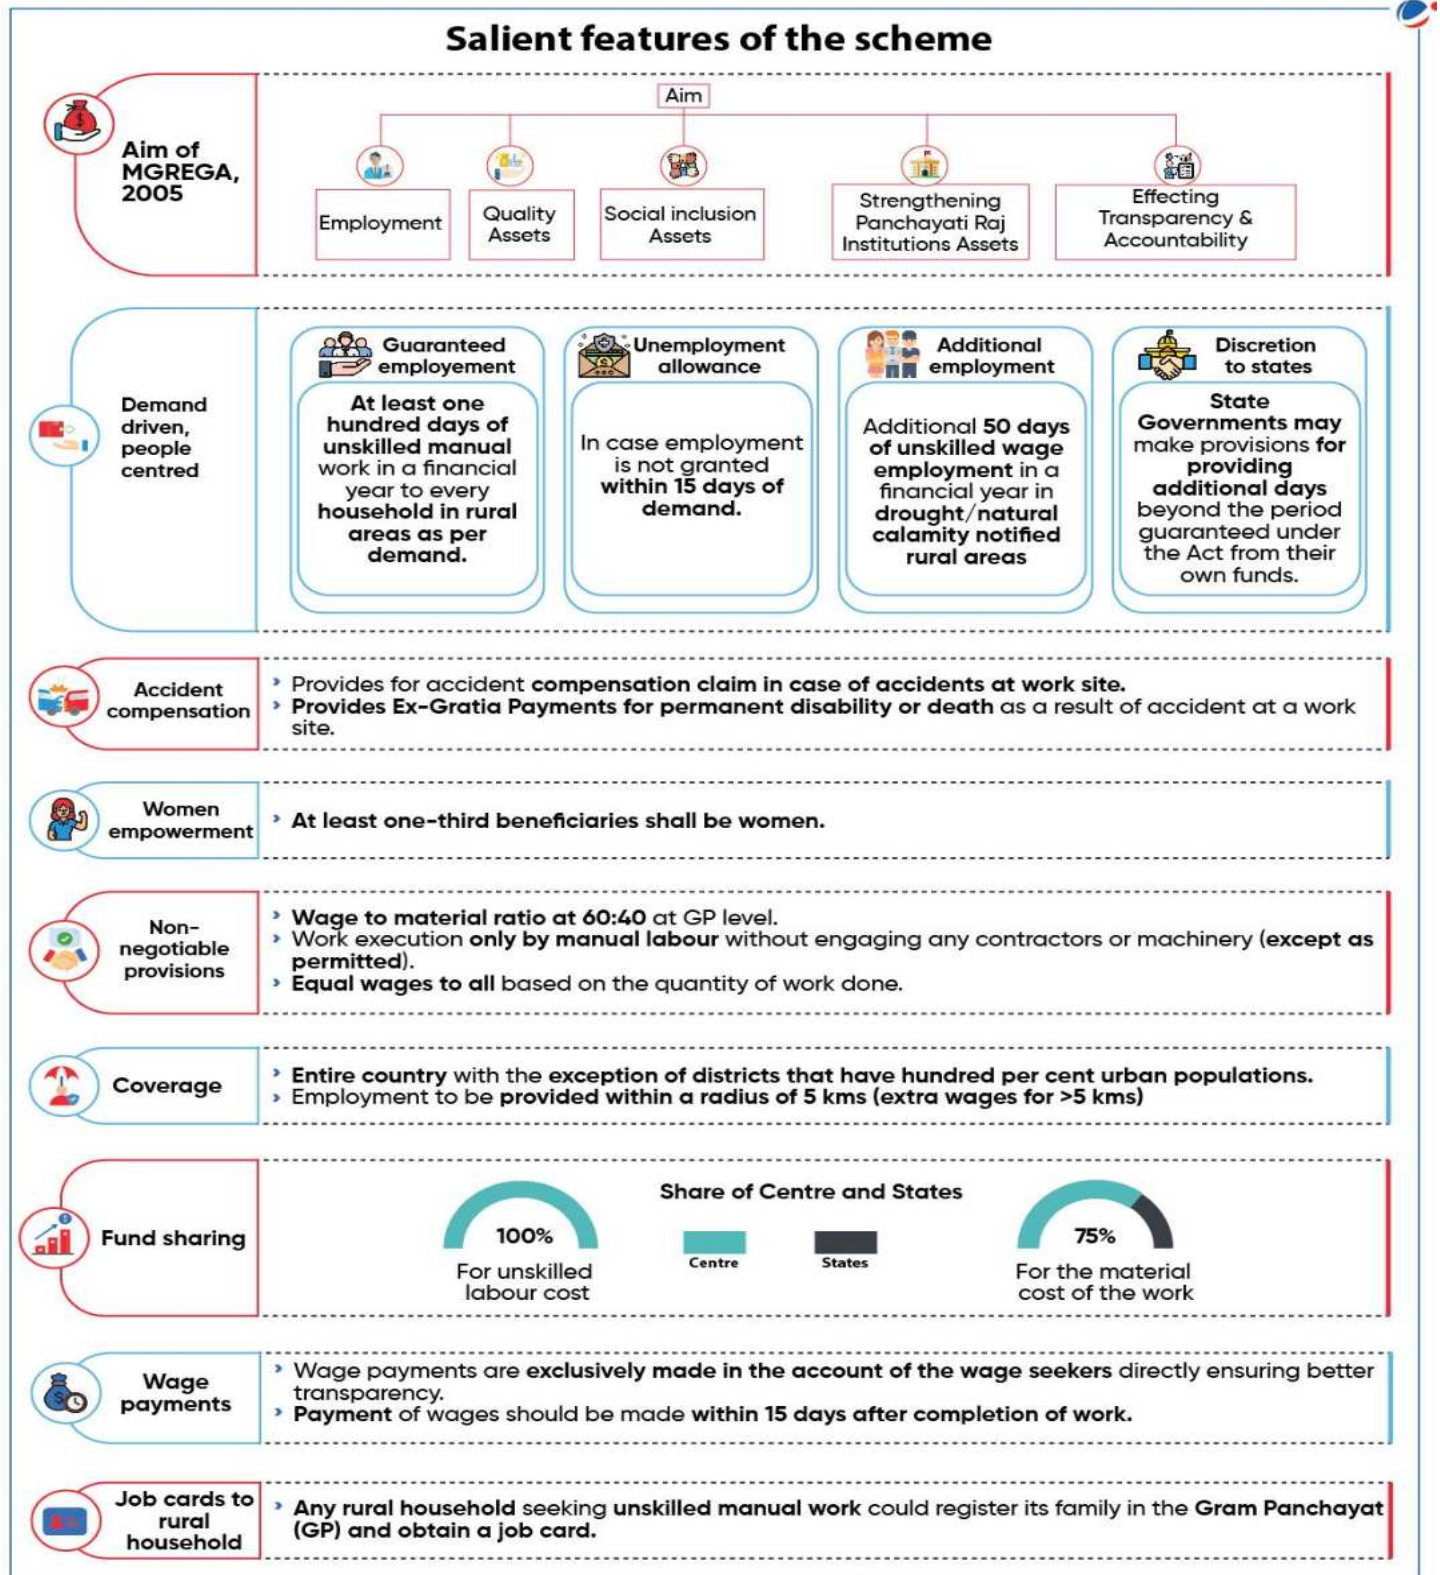 Salient features of the scheme
Aim of
MGREGA,
2005
Aim
Employment
Quality
Assets
Social inclusion
Assets
Strengthening
Panchayati Raj
Institutions Assets
Effecting
Transparency &
Accountability
Demand
driven,
people
centred
Guaranteed
employement
At least one
hundred days of
unskilled manual
work in a financial
year to every
household in rural
areas as per
demand.
Unemployment
allowance
In case employment
is not granted
within 15 days of
demand.
Additional
employment
Additional 50 days
of unskilled wage
employment in a
financial year in
drought/natural
calamity notified
rural areas
Discretion
to states
State
Governments may
make provisions for
providing
additional days
beyond the period
guaranteed under
the Act from their
own funds.
Accident
compensation
› Provides for accident compensation claim in case of accidents at work site.
› Provides Ex-Gratia Payments for permanent disability or death as a result of accident at a work
site.
Women
empowerment
› At least one-third beneficiaries shall be women.
Non-
negotiable
provisions
› Wage to material ratio at 60:40 at GP level.
› Work execution only by manual labour without engaging any contractors or machinery (except as
permitted).
› Equal wages to all based on the quantity of work done.
Coverage
› Entire country with the exception of districts that have hundred per cent urban populations.
› Employment to be provided within a radius of 5 kms (extra wages for >5 kms)
Fund sharing
Share of Centre and States
100%
For unskilled
labour cost
Centre
States
75%
For the material
cost of the work
Wage
payments
› Wage payments are exclusively made in the account of the wage seekers directly ensuring better
transparency.
› Payment of wages should be made within 15 days after completion of work.
Job cards to
rural
household
› Any rural household seeking unskilled manual work could register its family in the Gram Panchayat
(GP) and obtain a job card.